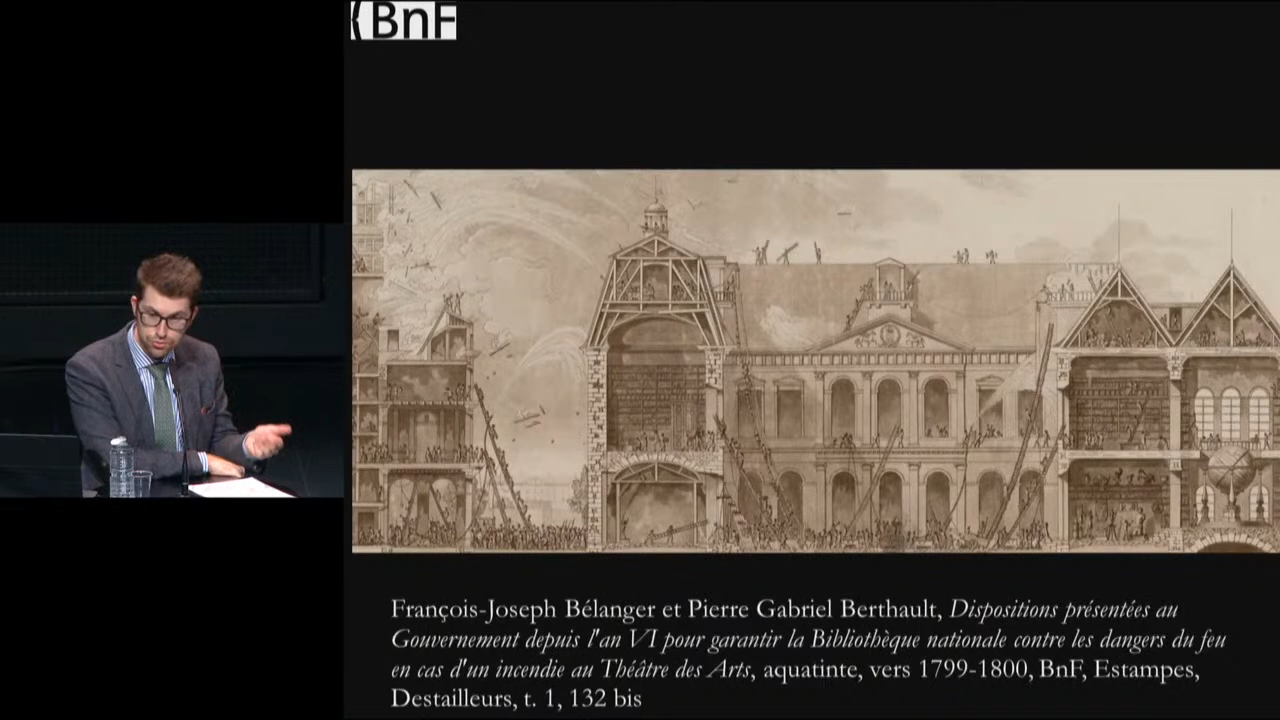 BnF
François-Joseph Bélanger et Pierre Gabriel Berthault, Dispositions présentées au
Gouvernement depuis l'an VI pour garantir la Bibliothèque nationale contre les dangers du feu
en cas d'un incendie au Théâtre des Arts, aquatinte, vers 1799-1800, BnF, Estampes,
Destailleurs, t. 1, 132 bis